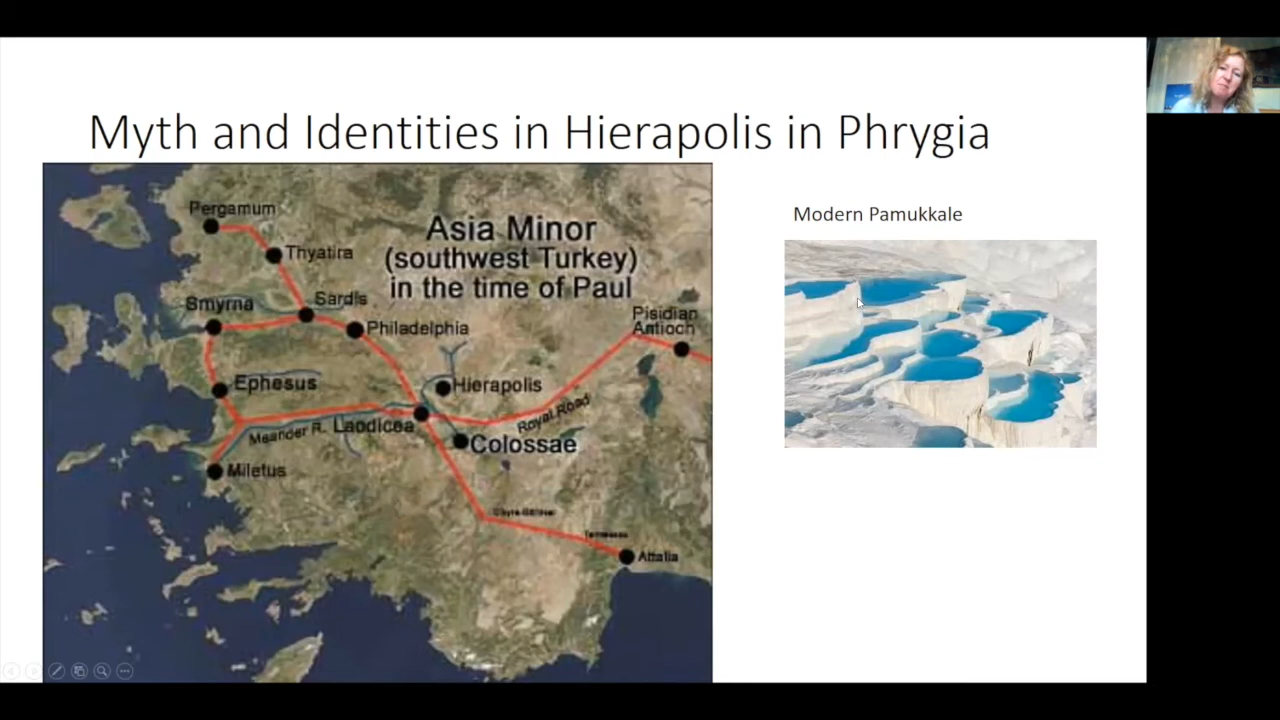 Myth and Identities in Hierapolis in Phrygia
Pergamum
Asia Minor
(southwest Turkey)
in the time of Paul
Thyatira
Smyrna
Sardis
Philadelphia
Pisidian
Antioch
Ephesus
Hierapolis
Royal Road
Meander R.
Laodicea
Colossae
Miletus
Attalia
Modern Pamukkale